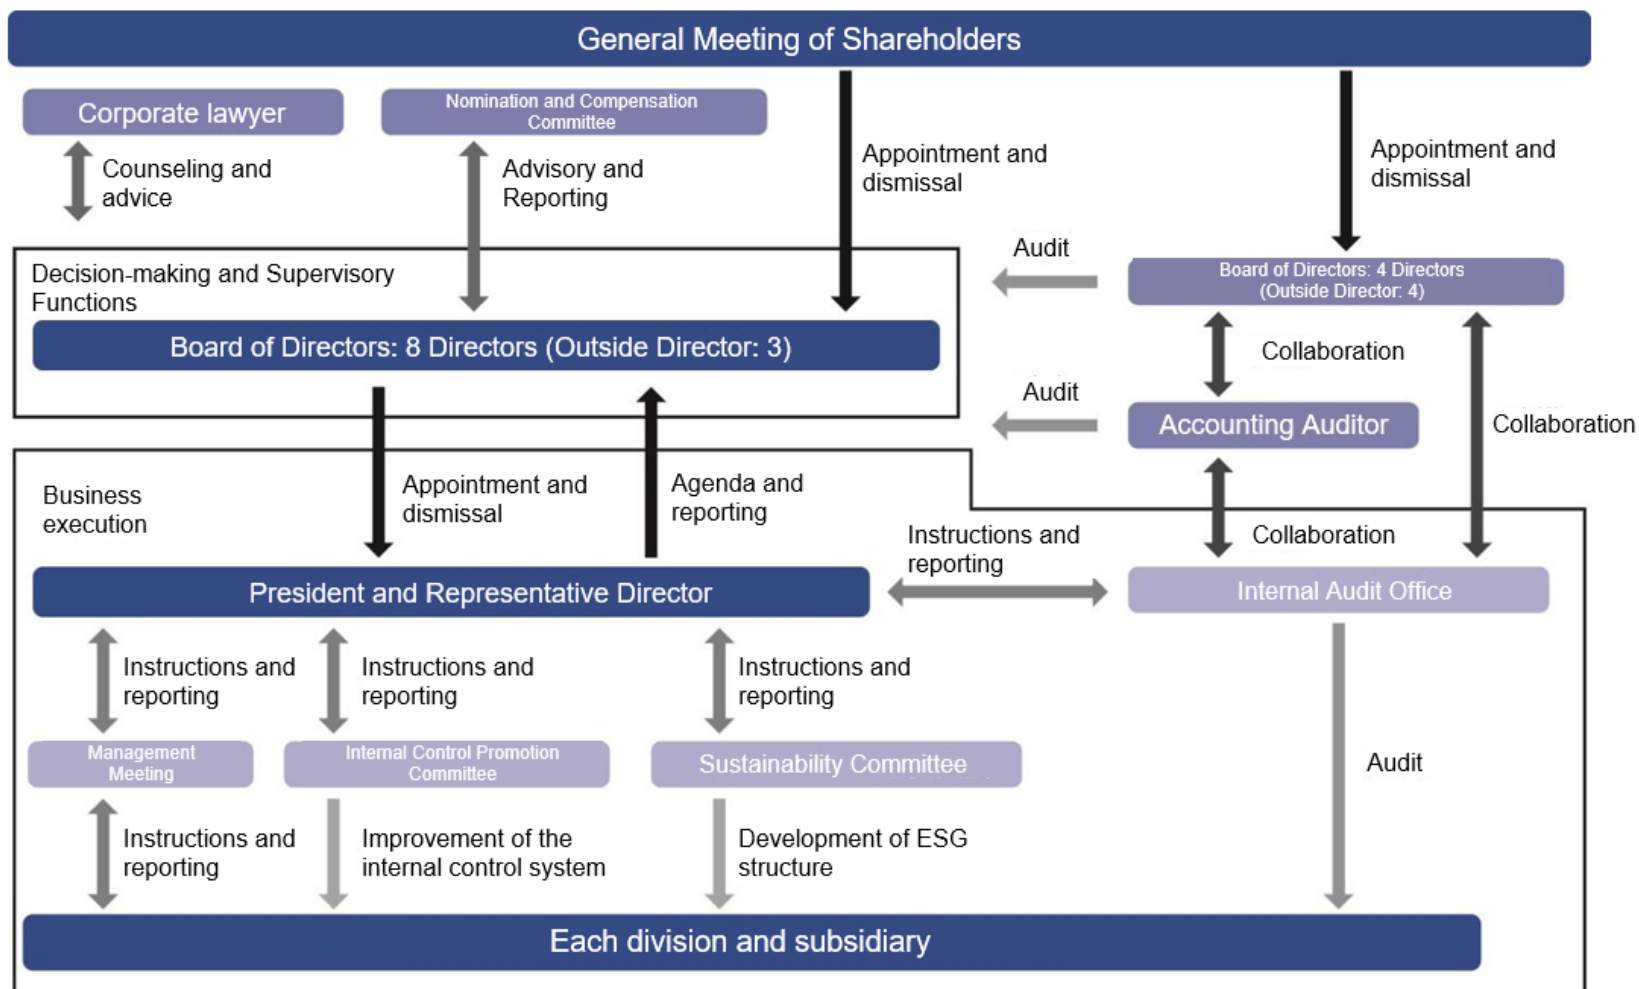 General Meeting of Shareholders
Corporate lawyer
Nomination and Compensation
Committee
Counseling and
advice
Advisory and
Reporting
Appointment and
dismissal
Appointment and
dismissal
Decision-making and Supervisory
Functions
Board of Directors: 8 Directors (Outside Director: 3)
Audit
Board of Directors: 4 Directors
(Outside Director: 4)
Collaboration
Audit
Accounting Auditor
Collaboration
Business
execution
Appointment and
dismissal
Agenda and
reporting
Instructions and
reporting
Collaboration
President and Representative Director
Internal Audit Office
Instructions and
reporting
Instructions and
reporting
Instructions and
reporting
Management
Meeting
Internal Control Promotion
Committee
Sustainability Committee
Audit
Instructions and
reporting
Improvement of the
internal control system
Development of ESG
structure
Each division and subsidiary